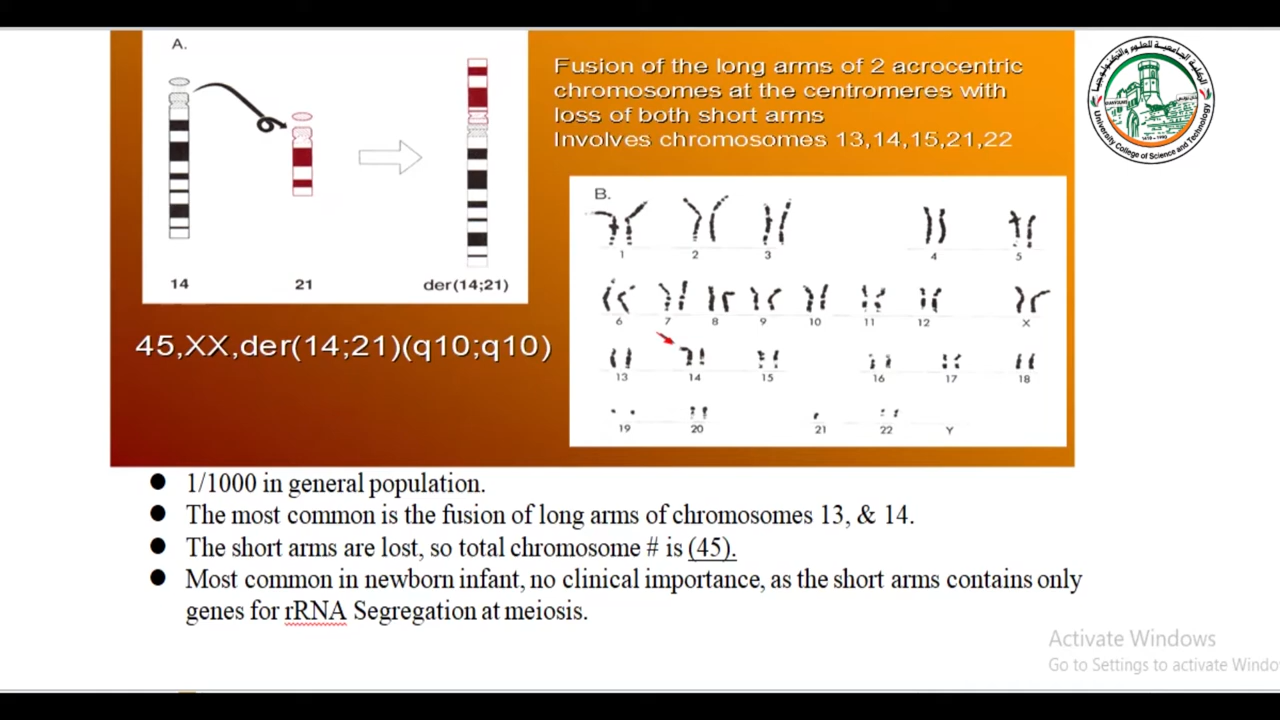 A.
14
21
der(14;21)
Fusion of the long arms of 2 acrocentric
chromosomes at the centromeres with
loss of both short arms
Involves chromosomes 13,14,15,21,22
45,XX,der(14;21)(q10;q10)
B.
1
2
3
4
5
6
7
8
9
10
11
12
X
13
14
15
16
17
18
19
20
21
22
Y
University College of Science and Technology
● 1/1000 in general population.
● The most common is the fusion of long arms of chromosomes 13, & 14.
● The short arms are lost, so total chromosome # is (45).
● Most common in newborn infant, no clinical importance, as the short arms contains only
genes for rRNA Segregation at meiosis.
Activate Windows
Go to Settings to activate Windo